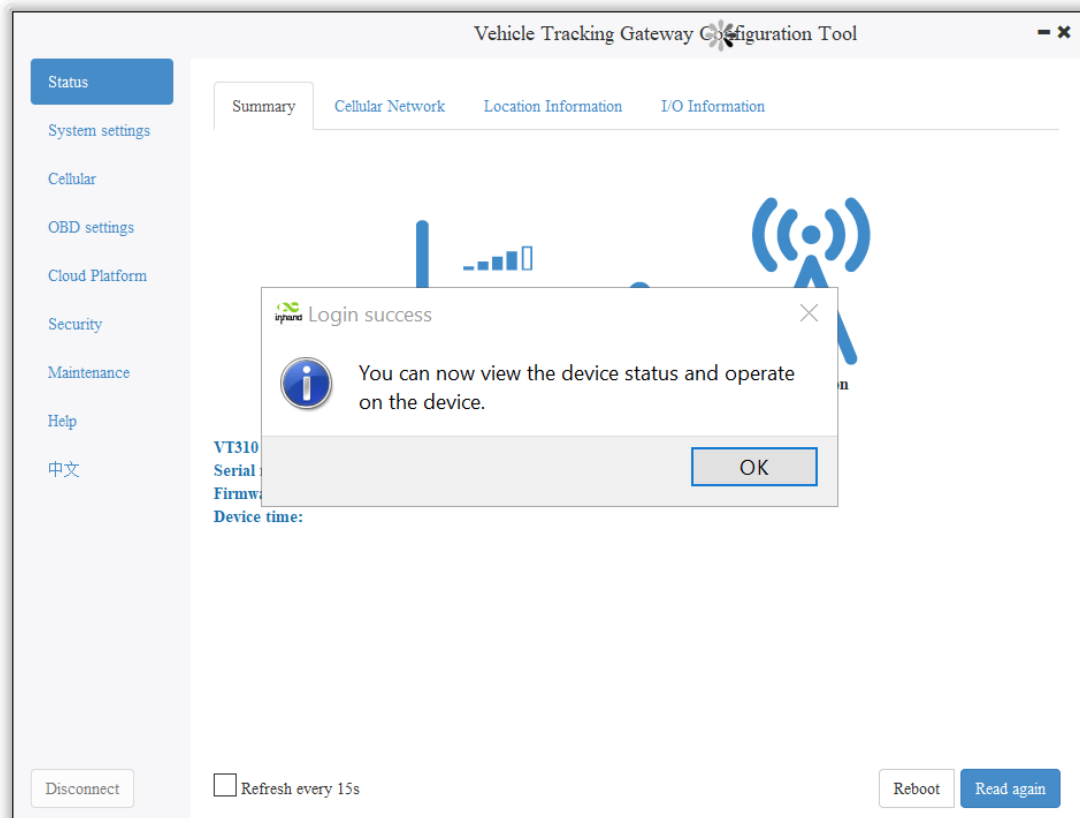 Vehicle Tracking Gateway Configuration Tool
Status
System settings
Cellular
OBD settings
Cloud Platform
Security
Maintenance
Help
中文
Disconnect
Summary
Cellular Network
Location Information
I/O Information
inhand Login success
You can now view the device status and operate
on the device.
OK
VT310
Serial
Device time:
Refresh every 15s
Reboot
Read again